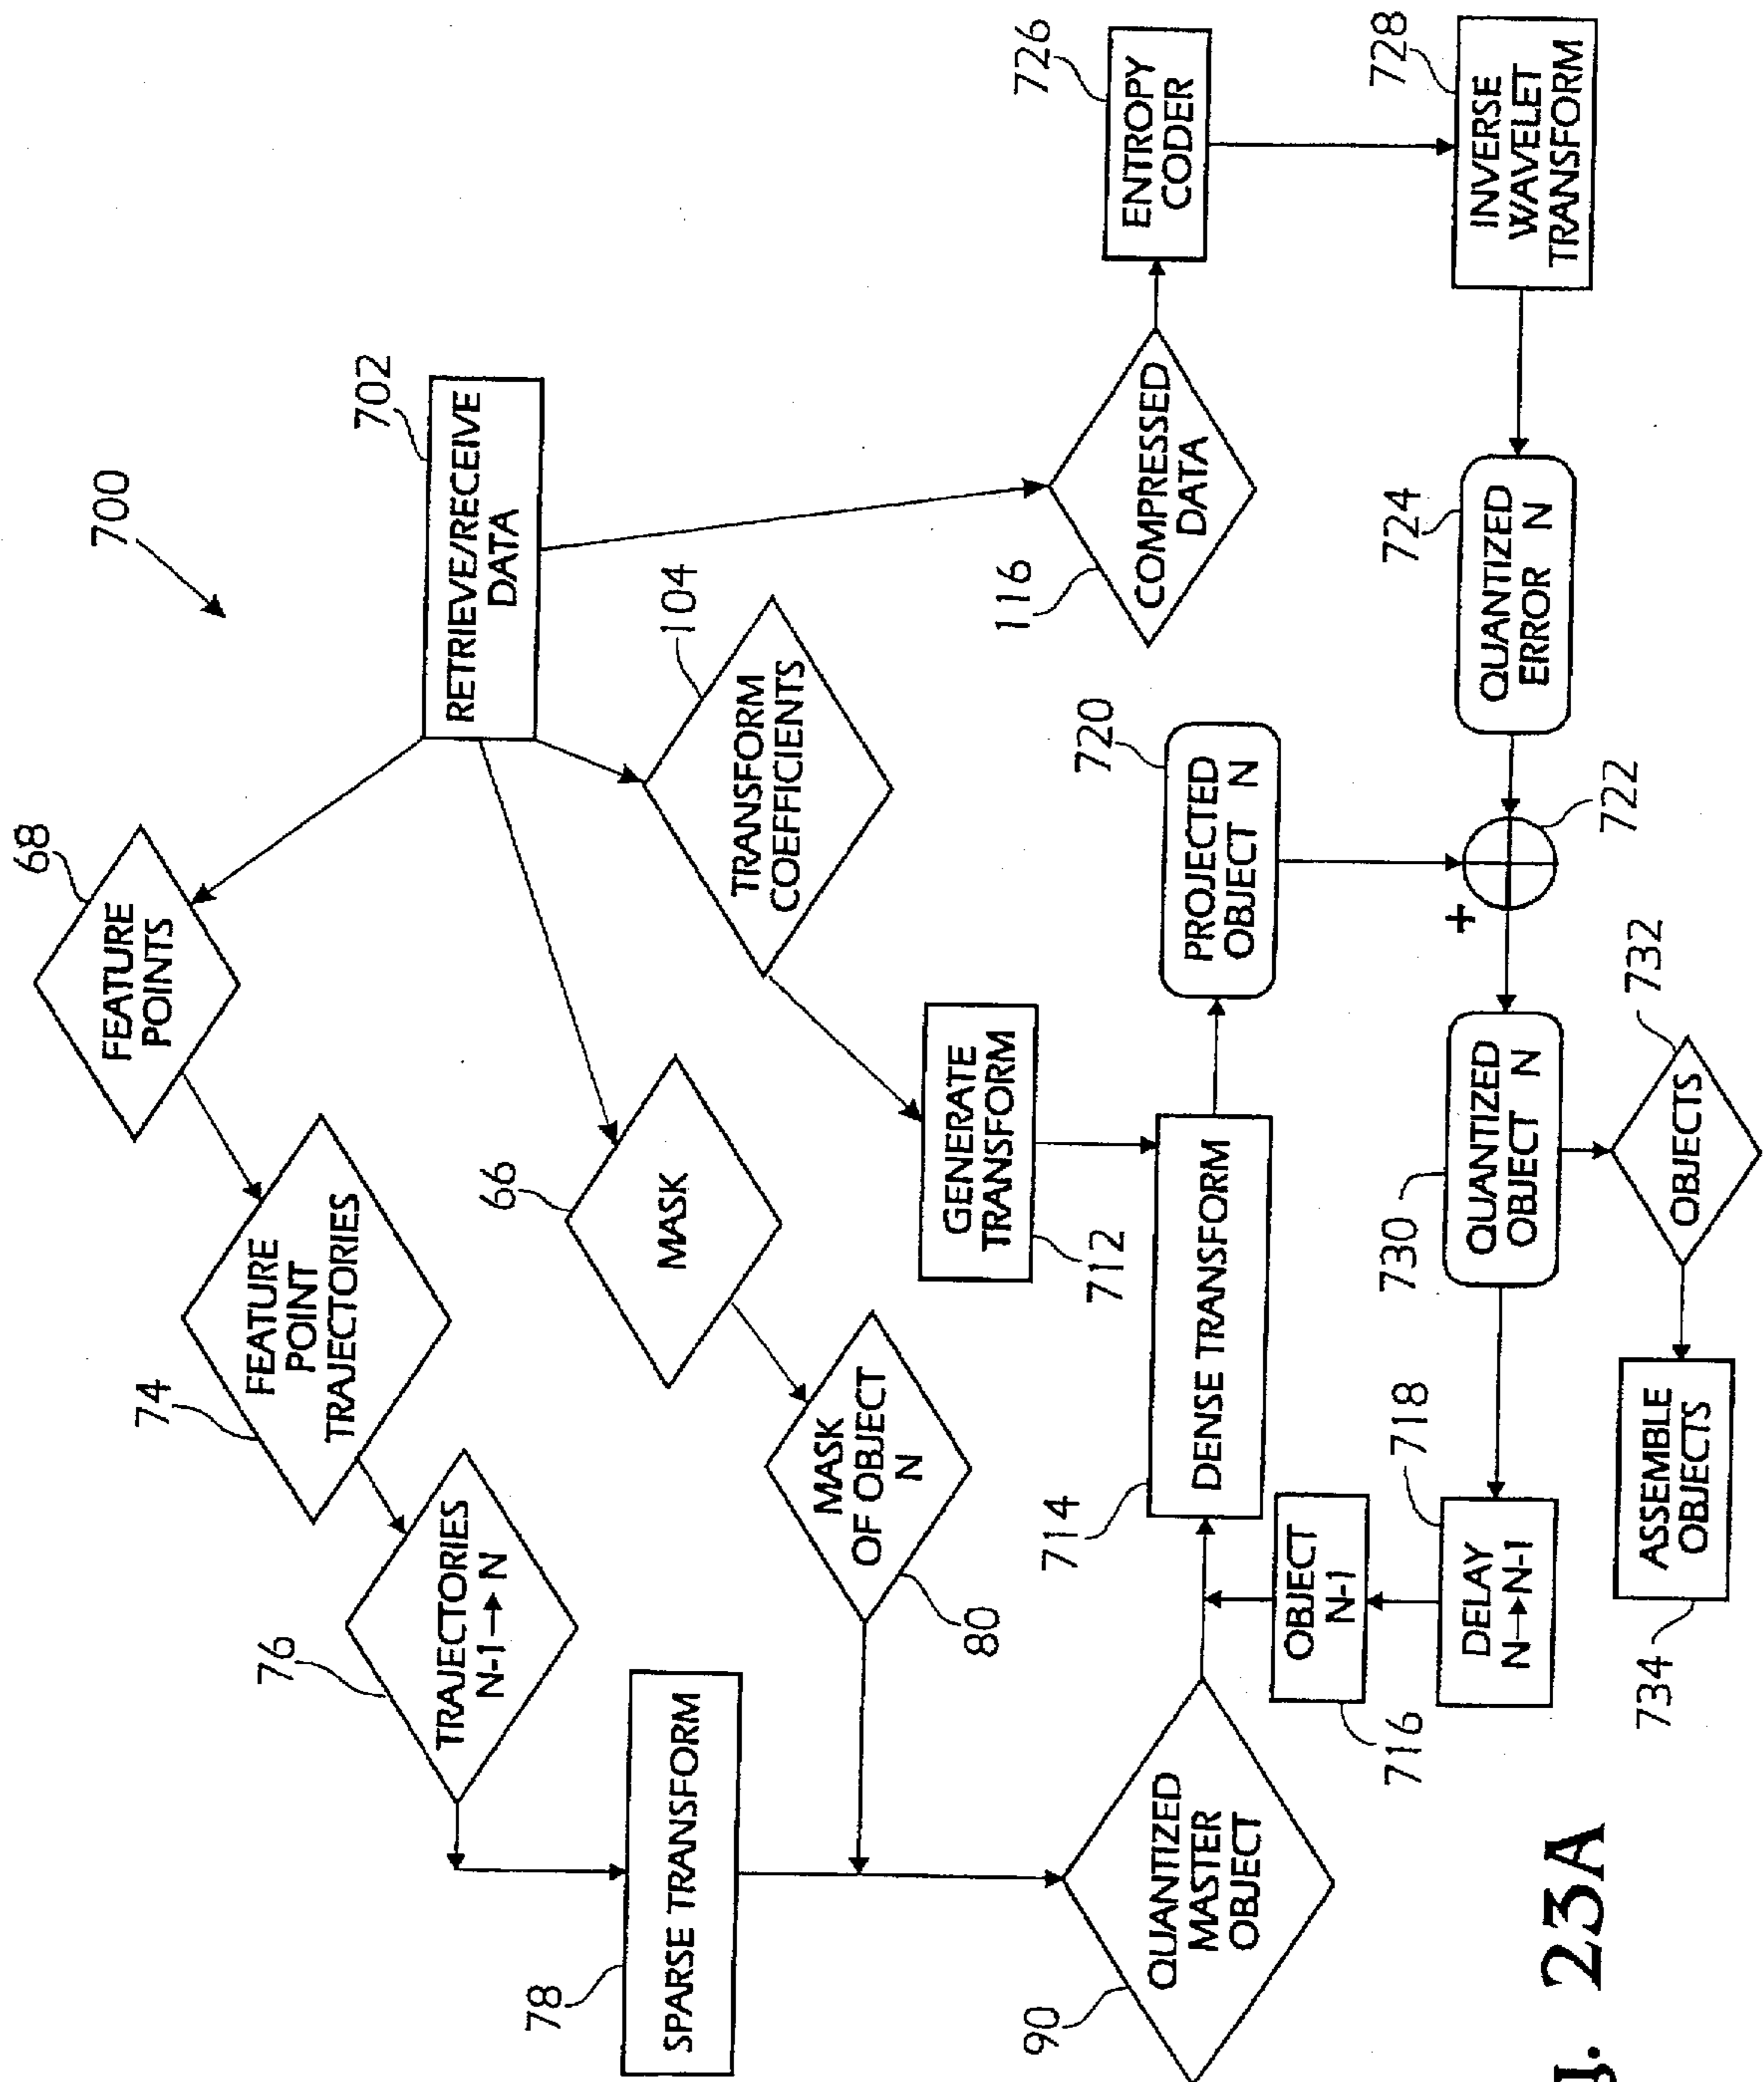 700
702
RETRIEVE/RECEIVE
DATA
68
FEATURE
POINTS
74
FEATURE
POINT
TRAJECTORIES
76
TRAJECTORIES
N-1→N
78
SPARSE TRANSFORM
66
MASK
80
MASK
OF OBJECT
N
104
TRANSFORM
COEFFICIENTS
712
GENERATE
TRANSFORM
90
QUANTIZED
MASTER
OBJECT
714
DENSE TRANSFORM
716
OBJECT
N-1
718
DELAY
N→N-1
720
PROJECTED
OBJECT N
116
COMPRESSED
DATA
726
ENTROPY
CODER
728
INVERSE
WAVELET
TRANSFORM
724
QUANTIZED
ERROR N
722
+
730
QUANTIZED
OBJECT N
732
OBJECTS
734
ASSEMBLE
OBJECTS
23A